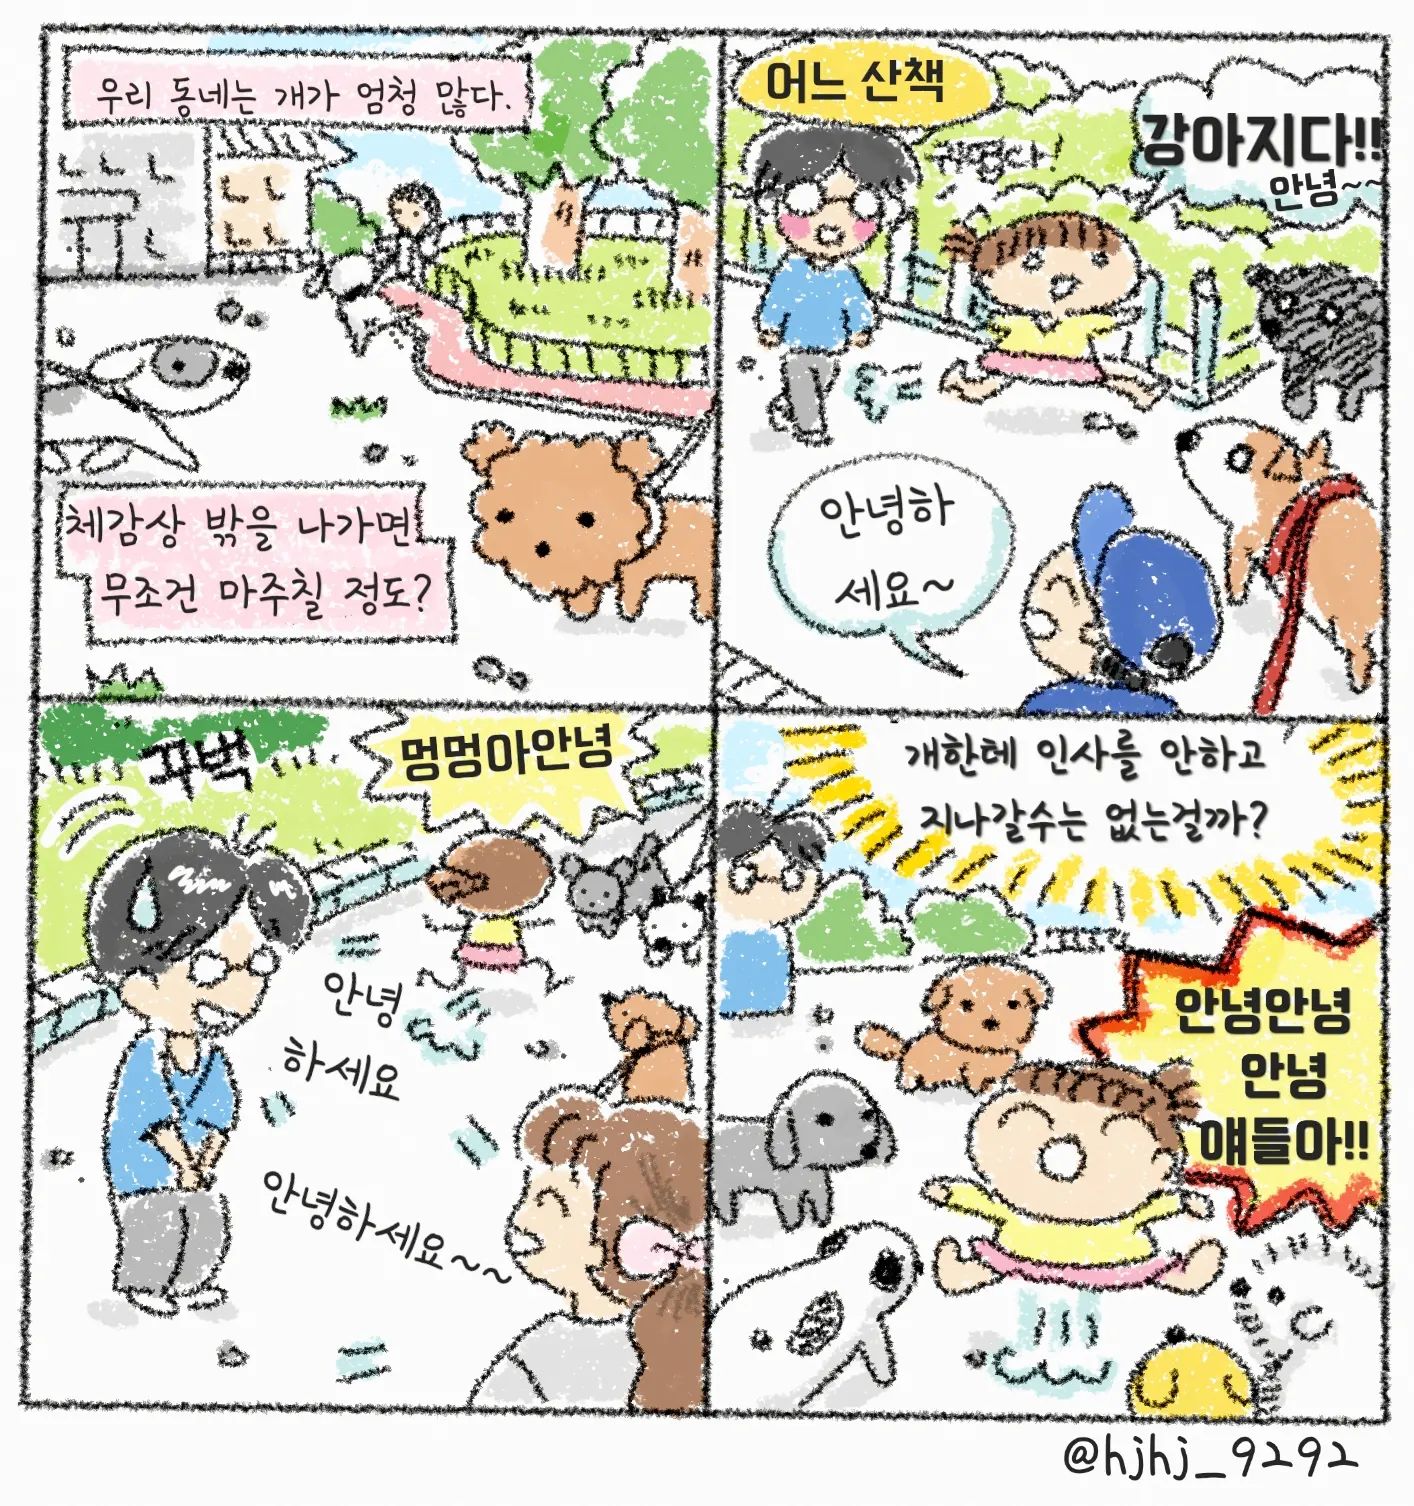 우리 동네는 개가 엄청 많다.
체감상 밖을 나가면
무조건 마주칠 정도?
어느 산책
강아지다!!
안녕~~
안녕하
세요~
꾸벅
멍멍아안녕
안녕
하세요
안녕하세요~~
개한테 인사를 안하고
지나갈수는 없는걸까?
안녕안녕
안녕
얘들아!!
@hjhj_9292